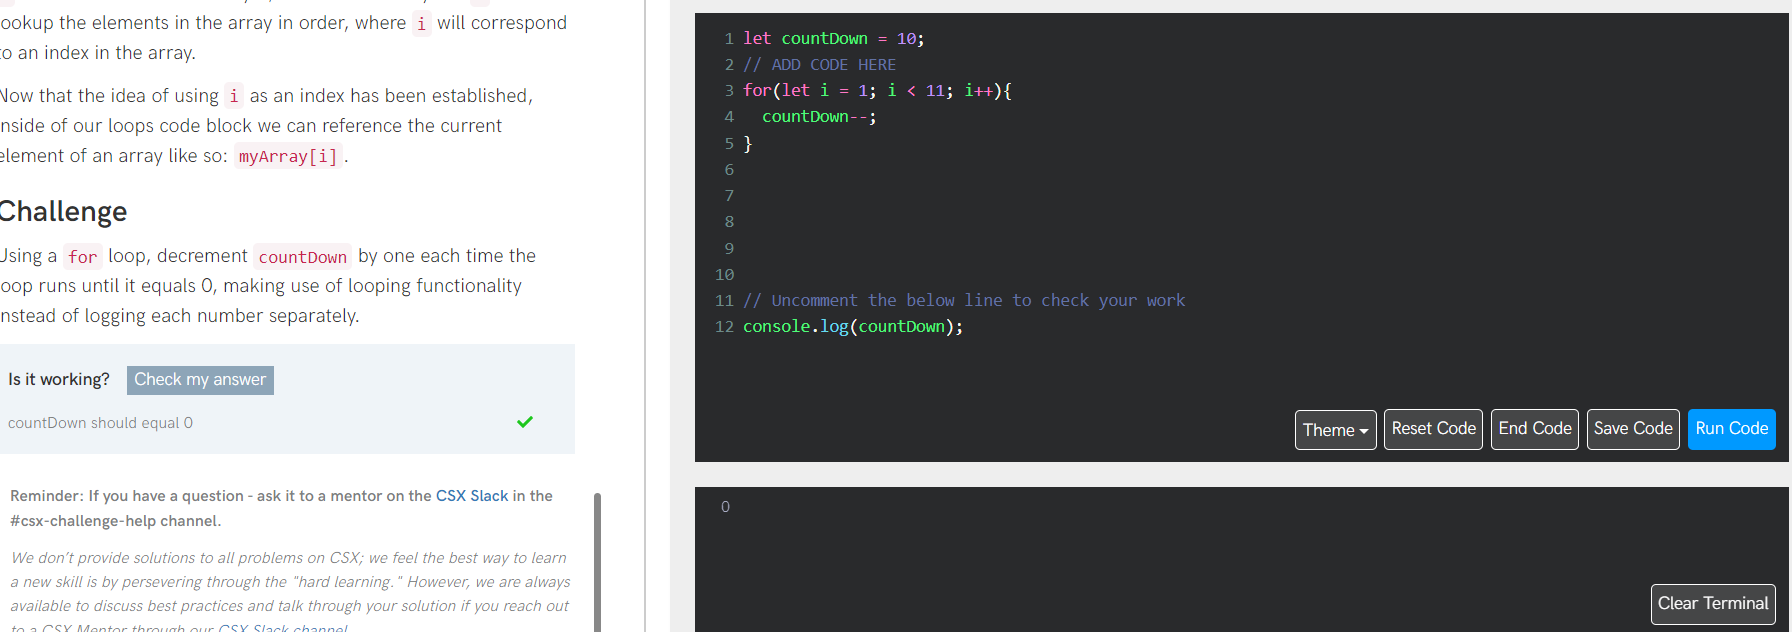 ookup the elements in the array in order, where i will correspond
to an index in the array.
Now that the idea of using i as an index has been established,
nside of our loops code block we can reference the current
element of an array like so: myArray[i].
Challenge
Using a for loop, decrement countDown by one each time the
oop runs until it equals 0, making use of looping functionality
nstead of logging each number separately.
Is it working? Check my answer
countDown should equal 0
Reminder: If you have a question - ask it to a mentor on the CSX Slack in the
#csx-challenge-help channel.
We don't provide solutions to all problems on CSX; we feel the best way to learn
a new skill is by persevering through the "hard learning." However, we are always
available to discuss best practices and talk through your solution if you reach out
to a CSX Mentor through our CSX Slack channel
1 let countDown = 10;
2 // ADD CODE HERE
3 for(let i = 1; i < 11; i++){
4 countDown--;
5 }
6
7
8
9
10
11 // Uncomment the below line to check your work
12 console.log(countDown);
Theme Reset Code End Code Save Code Run Code
0
Clear Terminal